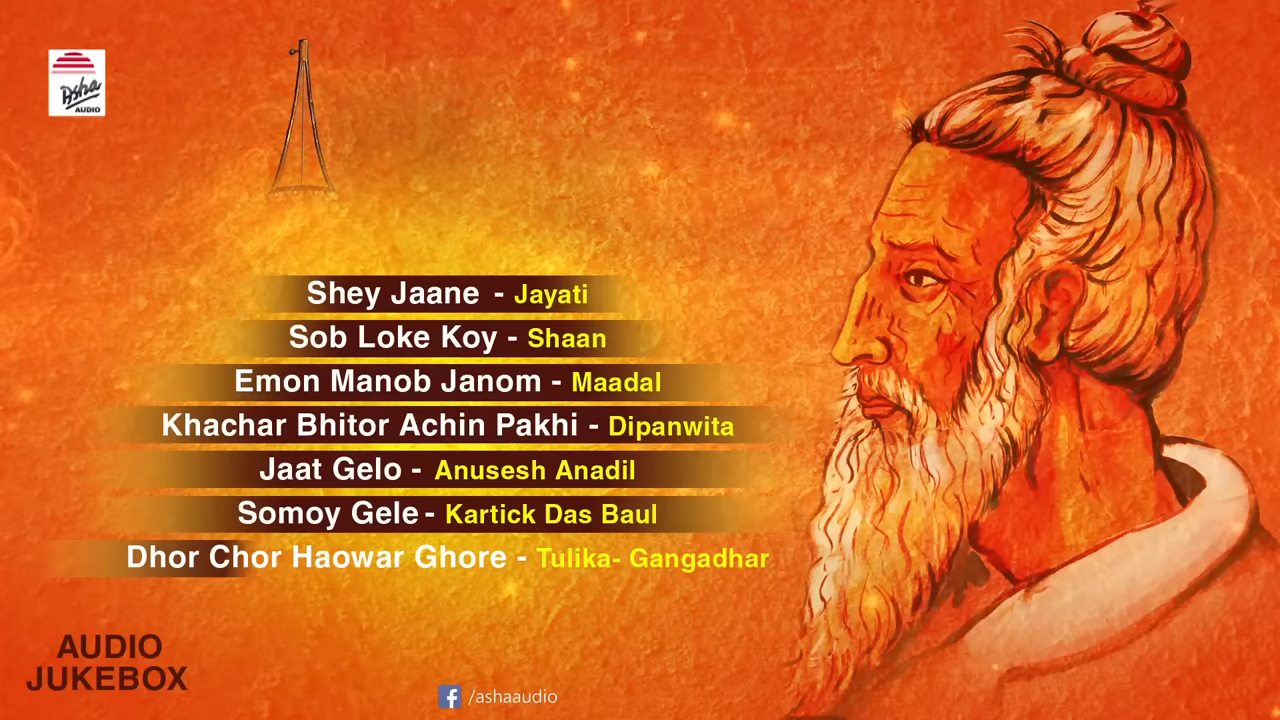 Asha
AUDIO
Shey Jaane - Jayati
Sob Loke Koy - Shaan
Emon Manob Janom - Maadal
Khachar Bhitor Achin Pakhi - Dipanwita
Jaat Gelo - Anusesh Anadil
Somoy Gele - Kartick Das Baul
Dhor Chor Haowar Ghore - Tulika- Gangadhar
AUDIO
JUKEBOX
f /ashaaudio